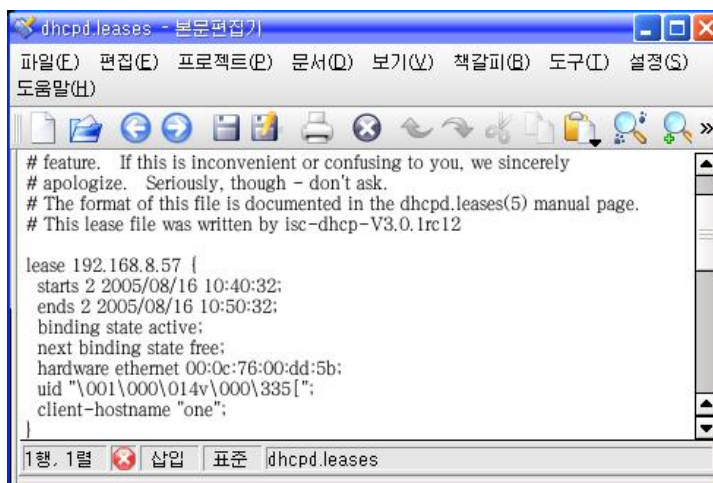 dhcpd.leases - 본문편집기
파일(F) 편집(E) 프로젝트(P) 문서(D) 보기(V) 책갈피(B) 도구(T) 설정(S)
도움말(H)
»
# feature.   If this is inconvenient or confusing to you, we sincerely
# apologize.   Seriously, though - don't ask.
# The format of this file is documented in the dhcpd.leases(5) manual page.
# This lease file was written by isc-dhcp-V3.0.1rc12
lease 192.168.8.57 {
starts 2 2005/08/16 10:40:32;
ends 2 2005/08/16 10:50:32;
binding state active;
next binding state free;
hardware ethernet 00:0c:76:00:dd:5b;
uid "\001\000\014v\000\335[";
client-hostname "one";
}
1행, 1렬 삽입 표준 dhcpd.leases